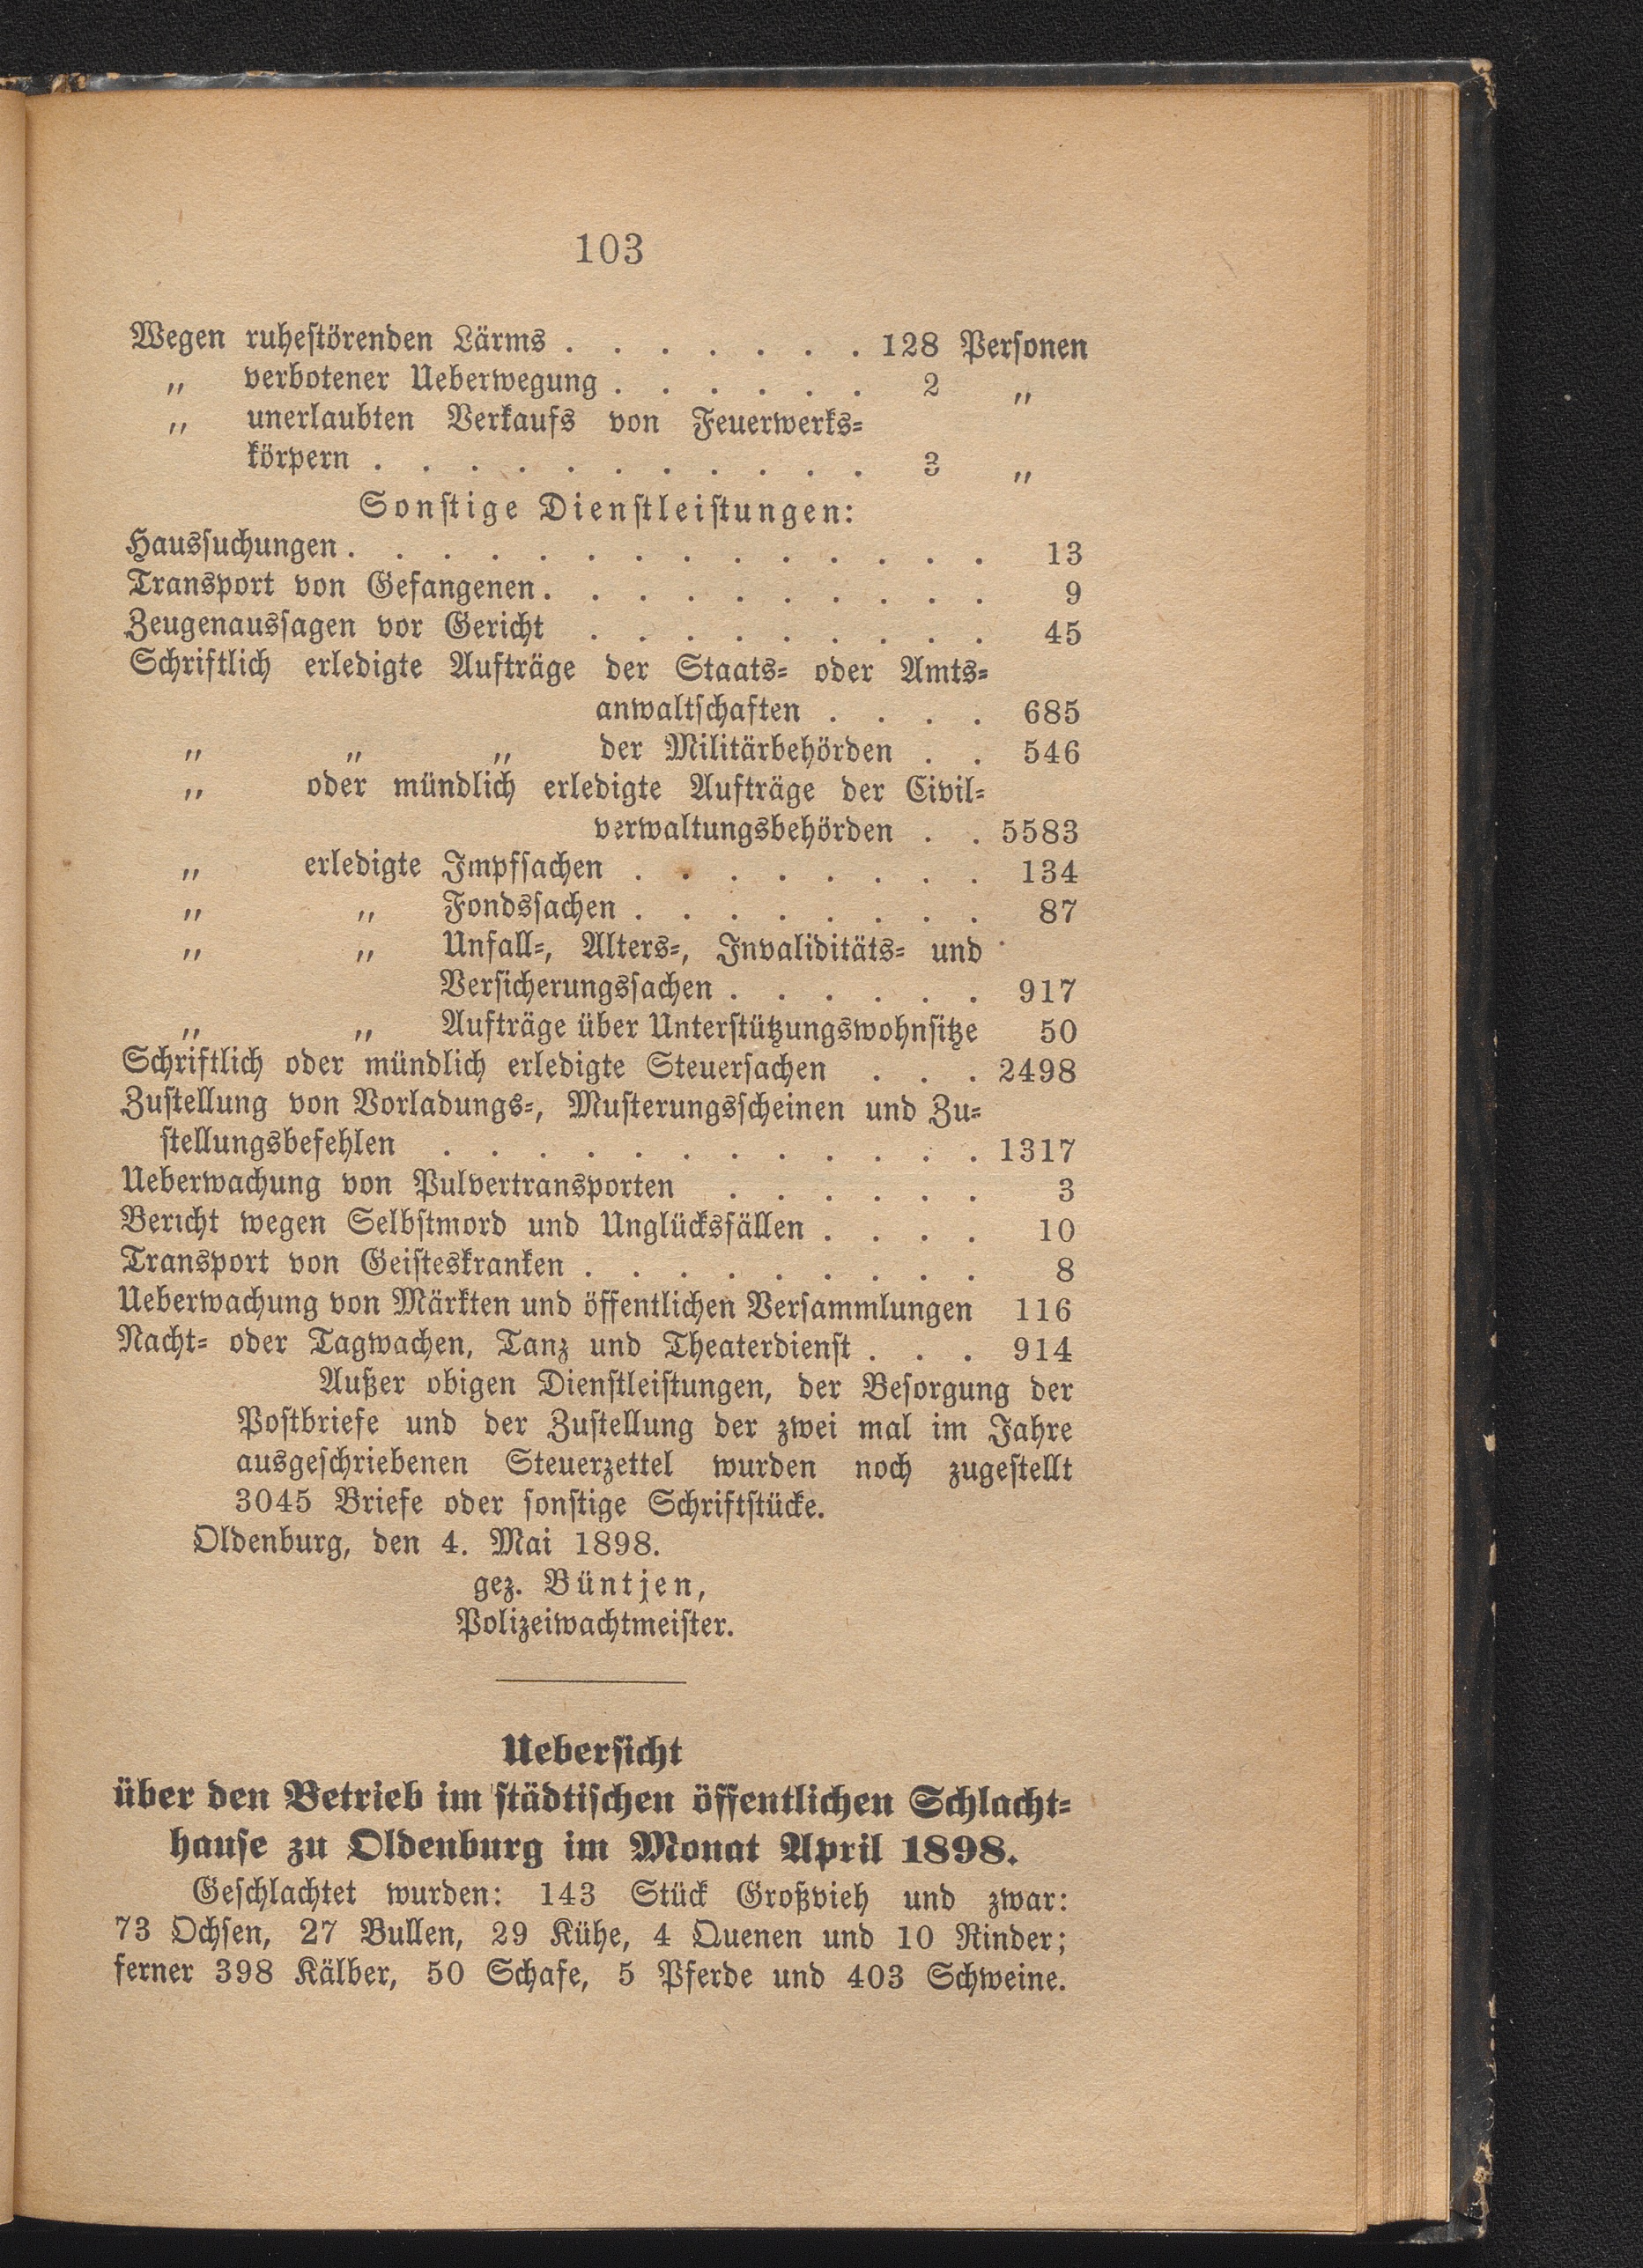 103
Wegen ruhestörenden Lärms . . . . . . . 128 Personen
„ verbotener Ueberwegung . . . . . . 2 „
„ unerlaubten Verkaufs von Feuerwerks-
körpern . . . . . . . . . . . 3 „
Sonstige Dienstleistungen:
Haussuchungen . . . . . . . . . . . . . . 13
Transport von Gefangenen . . . . . . . . . . 9
Zeugenaussagen vor Gericht . . . . . . . . . 45
Schriftlich erledigte Aufträge der Staats- oder Amts-
anwaltschaften . . . . 685
„ „ „ der Militärbehörden . . 546
„ oder mündlich erledigte Aufträge der Civil-
verwaltungsbehörden . . 5583
„ erledigte Impfsachen . . . . . . . . 134
„ „ Fondssachen . . . . . . . . 87
„ „ Unfall-, Alters-, Invaliditäts- und
Versicherungssachen . . . . . . 917
„ „ Aufträge über Unterstützungswohnsitze 50
Schriftlich oder mündlich erledigte Steuersachen . . . 2498
Zustellung von Vorladungs-, Musterungsscheinen und Zu-
stellungsbefehlen . . . . . . . . . . . . 1317
Ueberwachung von Pulvertransporten . . . . . . 3
Bericht wegen Selbstmord und Unglücksfällen . . . . 10
Transport von Geisteskranken . . . . . . . . . 8
Ueberwachung von Märkten und öffentlichen Versammlungen 116
Nacht- oder Tagwachen, Tanz und Theaterdienst . . . 914
Außer obigen Dienstleistungen, der Besorgung der
Postbriefe und der Zustellung der zwei mal im Jahre
ausgeschriebenen Steuerzettel wurden noch zugestellt
3045 Briefe oder sonstige Schriftstücke.
Oldenburg, den 4. Mai 1898.
gez. Büntjen,
Polizeiwachtmeister.
Uebersicht
über den Betrieb im städtischen öffentlichen Schlacht-
hause zu Oldenburg im Monat April 1898.
Geschlachtet wurden: 143 Stück Großvieh und zwar:
73 Ochsen, 27 Bullen, 29 Kühe, 4 Quenen und 10 Rinder;
ferner 398 Kälber, 50 Schafe, 5 Pferde und 403 Schweine.